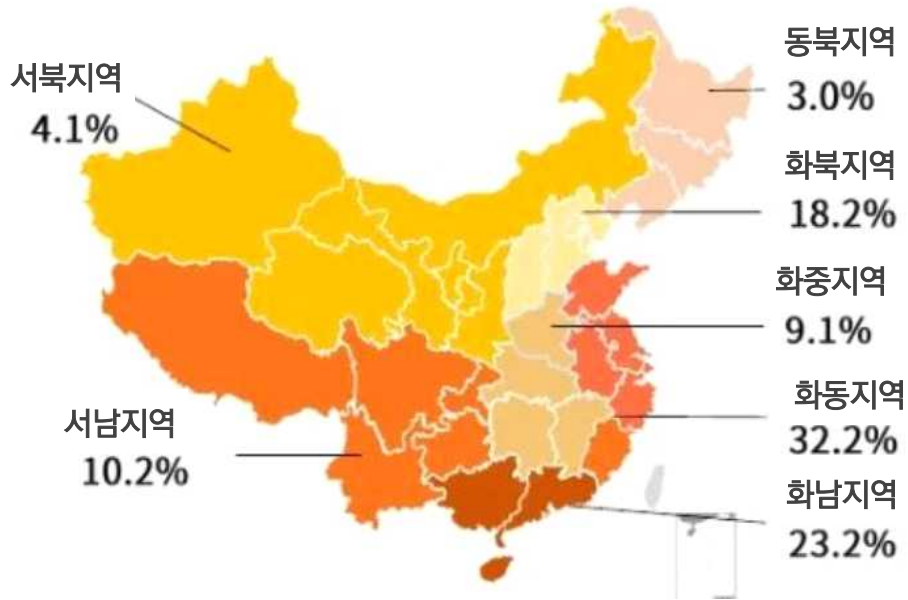 동북지역
3.0%
서북지역
4.1%
화북지역
18.2%
화중지역
9.1%
화동지역
32.2%
서남지역
10.2%
화남지역
23.2%